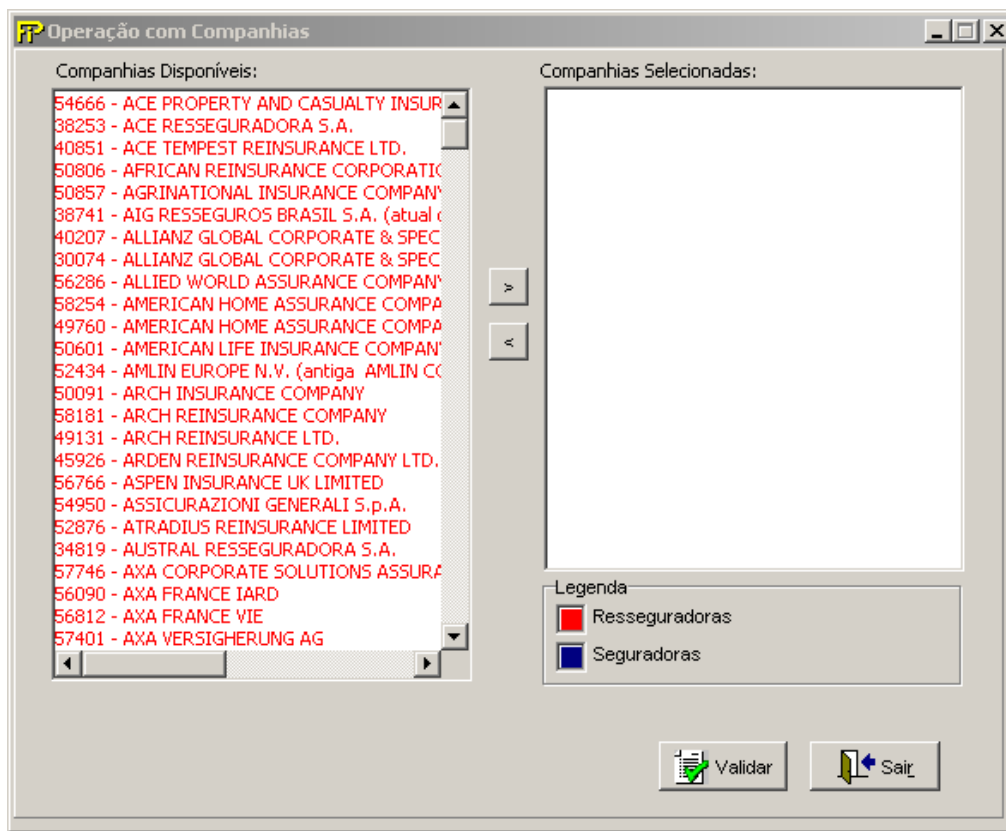 FIP Operação com Companhias
Companhias Disponíveis:
54666 - ACE PROPERTY AND CASUALTY INSUR
38253 - ACE RESSEGURADORA S.A.
40851 - ACE TEMPEST REINSURANCE LTD.
50806 - AFRICAN REINSURANCE CORPORATIO
50857 - AGRINATIONAL INSURANCE COMPANY
38741 - AIG RESSEGUROS BRASIL S.A. (atual
40207 - ALLIANZ GLOBAL CORPORATE & SPEC
30074 - ALLIANZ GLOBAL CORPORATE & SPEC
56286 - ALLIED WORLD ASSURANCE COMPANY
58254 - AMERICAN HOME ASSURANCE COMPA
49760 - AMERICAN HOME ASSURANCE COMPA
50601 - AMERICAN LIFE INSURANCE COMPANY
52434 - AMLIN EUROPE N.V. (antiga AMLIN CO
50091 - ARCH INSURANCE COMPANY
58181 - ARCH REINSURANCE COMPANY
49131 - ARCH REINSURANCE LTD.
45926 - ARDEN REINSURANCE COMPANY LTD.
56766 - ASPEN INSURANCE UK LIMITED
54950 - ASSICURAZIONI GENERALI S.p.A.
52876 - ATRADIUS REINSURANCE LIMITED
34819 - AUSTRAL RESSEGURADORA S.A.
57746 - AXA CORPORATE SOLUTIONS ASSURA
56090 - AXA FRANCE IARD
56812 - AXA FRANCE VIE
57401 - AXA VERSIGHERUNG AG
>
<
Companhias Selecionadas:
Legenda
Resseguradoras
Seguradoras
Validar
Sair